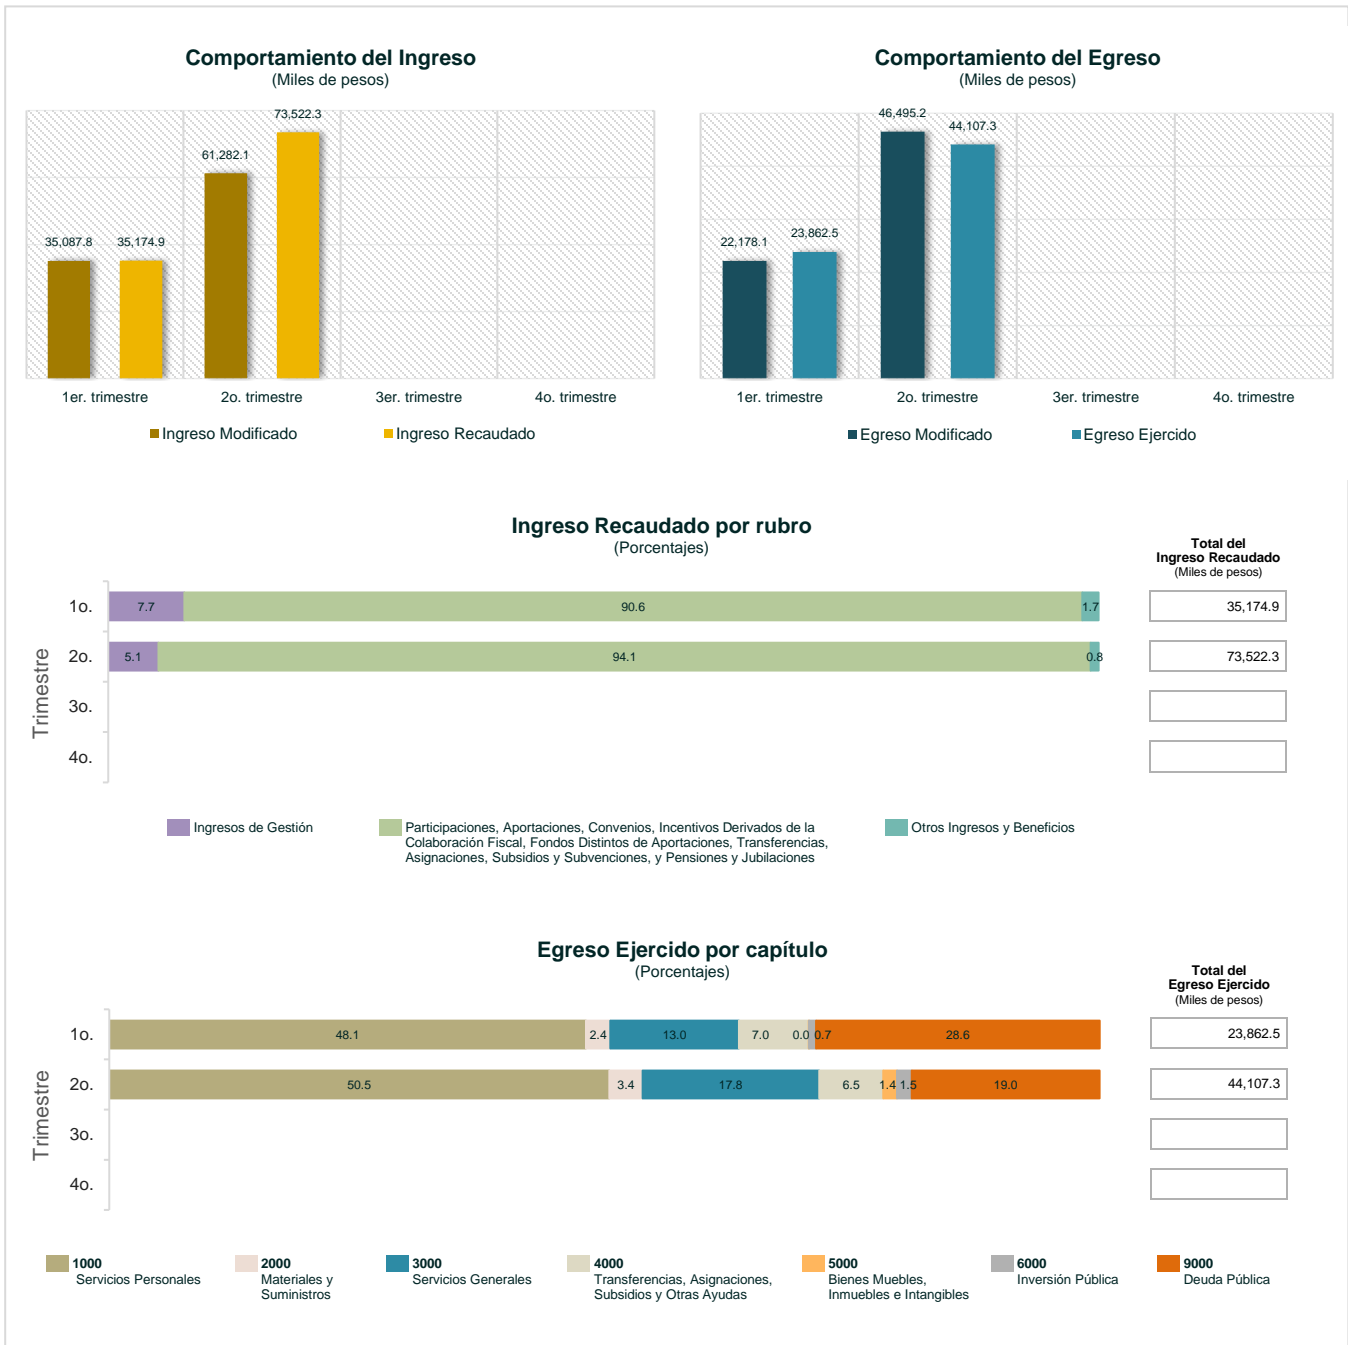 Comportamiento del Ingreso
(Miles de pesos)
73,522.3
61,282.1
35,087.8
35,174.9
1er. trimestre
2o. trimestre
3er. trimestre
4o. trimestre
Ingreso Modificado
Ingreso Recaudado
Comportamiento del Egreso
(Miles de pesos)
46,495.2
44,107.3
22,178.1
23,862.5
1er. trimestre
2o. trimestre
3er. trimestre
4o. trimestre
Egreso Modificado
Egreso Ejercido
Ingreso Recaudado por rubro
(Porcentajes)
Total del
Ingreso Recaudado
(Miles de pesos)
Trimestre
1o.
7.7
90.6
1.7
35,174.9
2o.
5.1
94.1
0.8
73,522.3
3o.
4o.
Ingresos de Gestión
Participaciones, Aportaciones, Convenios, Incentivos Derivados de la
Colaboración Fiscal, Fondos Distintos de Aportaciones, Transferencias,
Asignaciones, Subsidios y Subvenciones, y Pensiones y Jubilaciones
Otros Ingresos y Beneficios
Egreso Ejercido por capítulo
(Porcentajes)
Total del
Egreso Ejercido
(Miles de pesos)
Trimestre
1o.
48.1
2.4
13.0
7.0
0.0
0.7
28.6
23,862.5
2o.
50.5
3.4
17.8
6.5
1.4
1.5
19.0
44,107.3
3o.
4o.
1000
Servicios Personales
2000
Materiales y
Suministros
3000
Servicios Generales
4000
Transferencias, Asignaciones,
Subsidios y Otras Ayudas
5000
Bienes Muebles,
Inmuebles e Intangibles
6000
Inversión Pública
9000
Deuda Pública